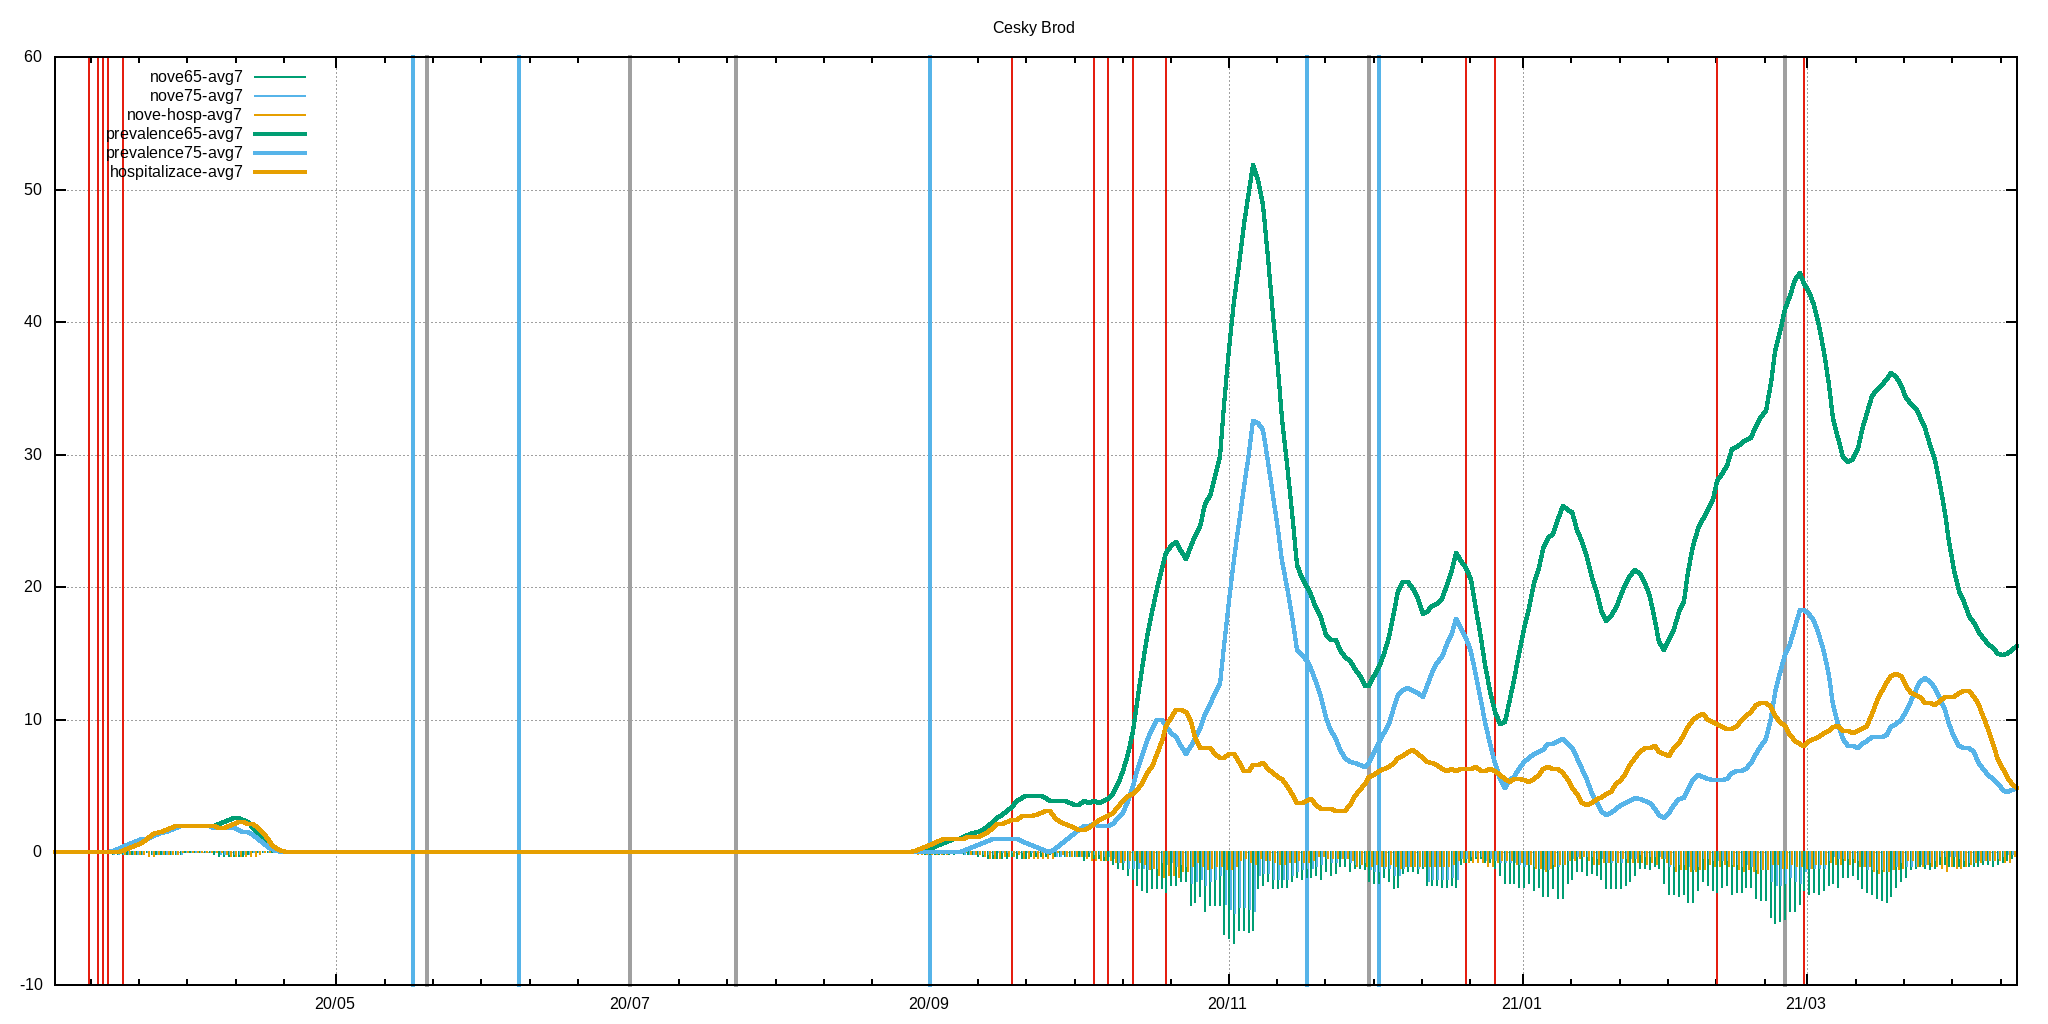 Cesky Brod
60
50
40
30
20
10
0
-10
nove65-avg7
nove75-avg7
nove-hosp-avg7
prevalence65-avg7
prevalence75-avg7
hospitalizace-avg7
20/05
20/07
20/09
20/11
21/01
21/03